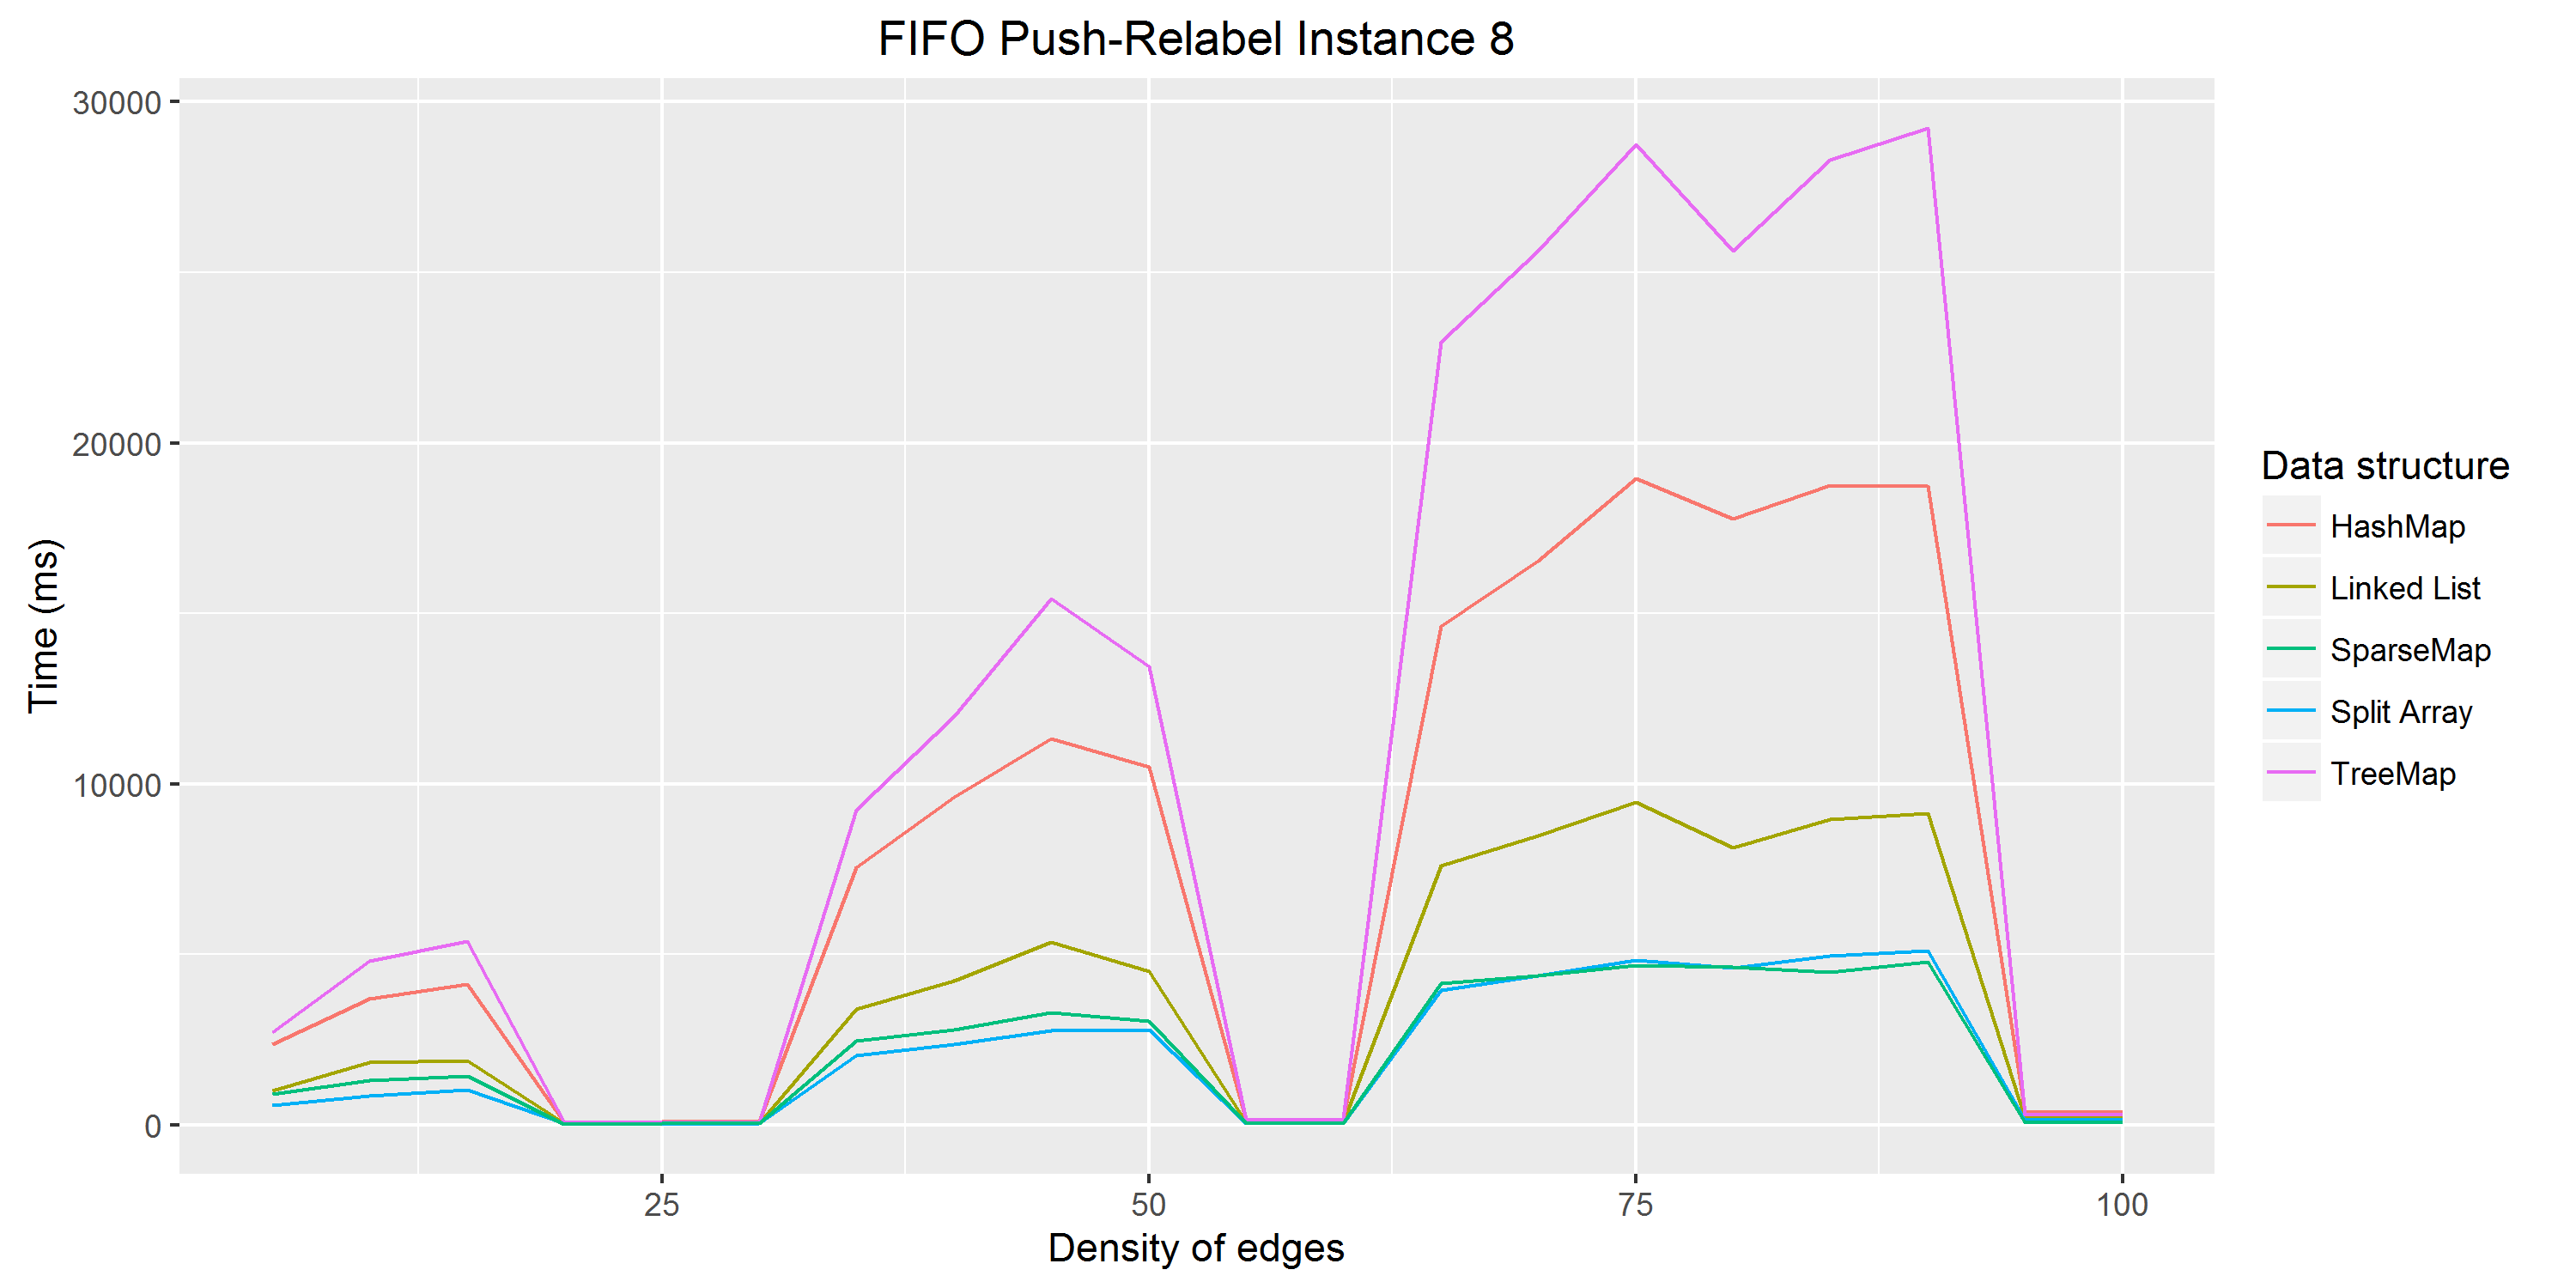 FIFO Push-Relabel Instance 8
30000
20000
10000
0
Time (ms)
25
50
75
100
Density of edges
Data structure
HashMap
Linked List
SparseMap
Split Array
TreeMap